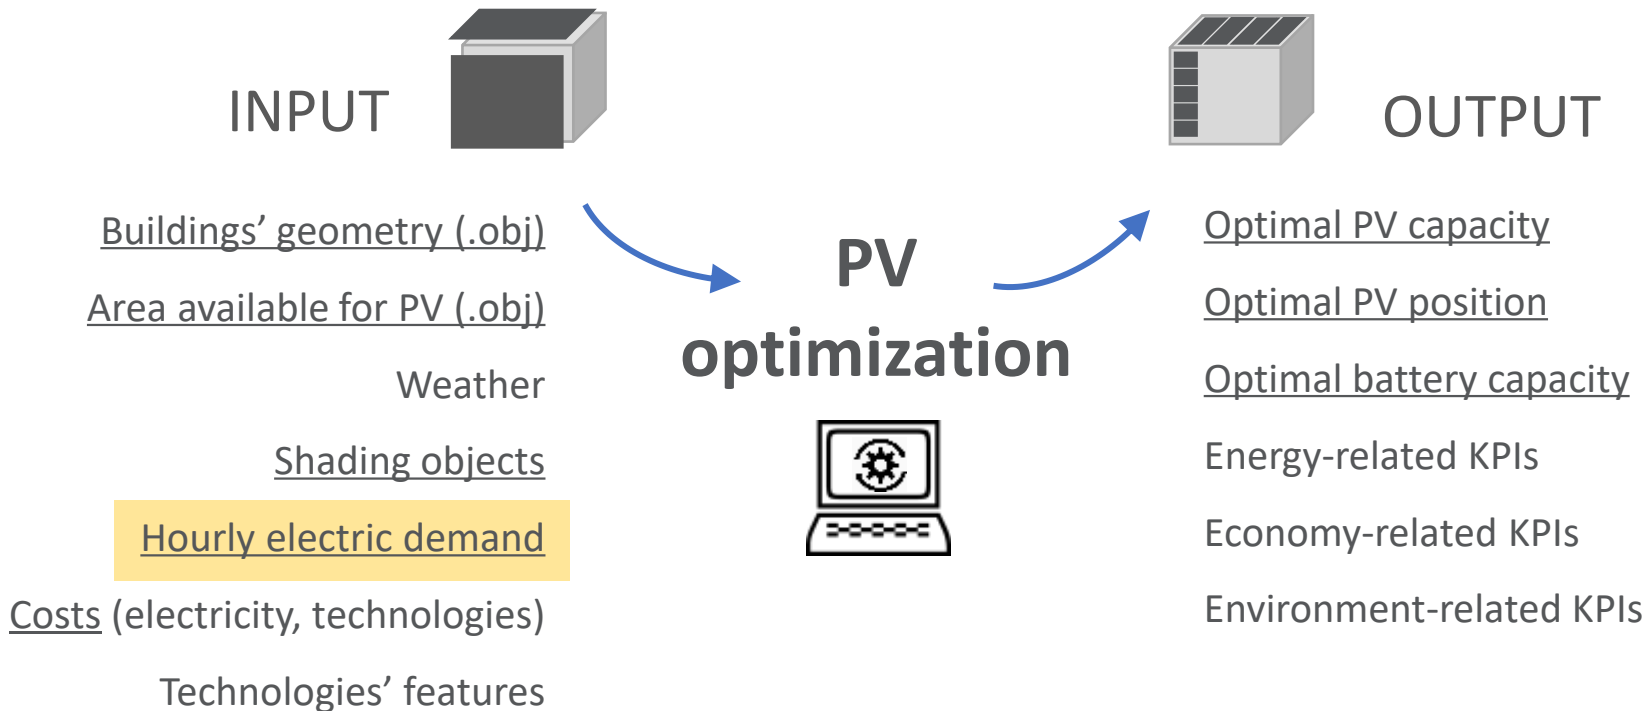 INPUT
Buildings’ geometry (.obj)
Area available for PV (.obj)
Weather
Shading objects
Hourly electric demand
Costs (electricity, technologies)
Technologies’ features
PV
optimization
OUTPUT
Optimal PV capacity
Optimal PV position
Optimal battery capacity
Energy-related KPIs
Economy-related KPIs
Environment-related KPIs